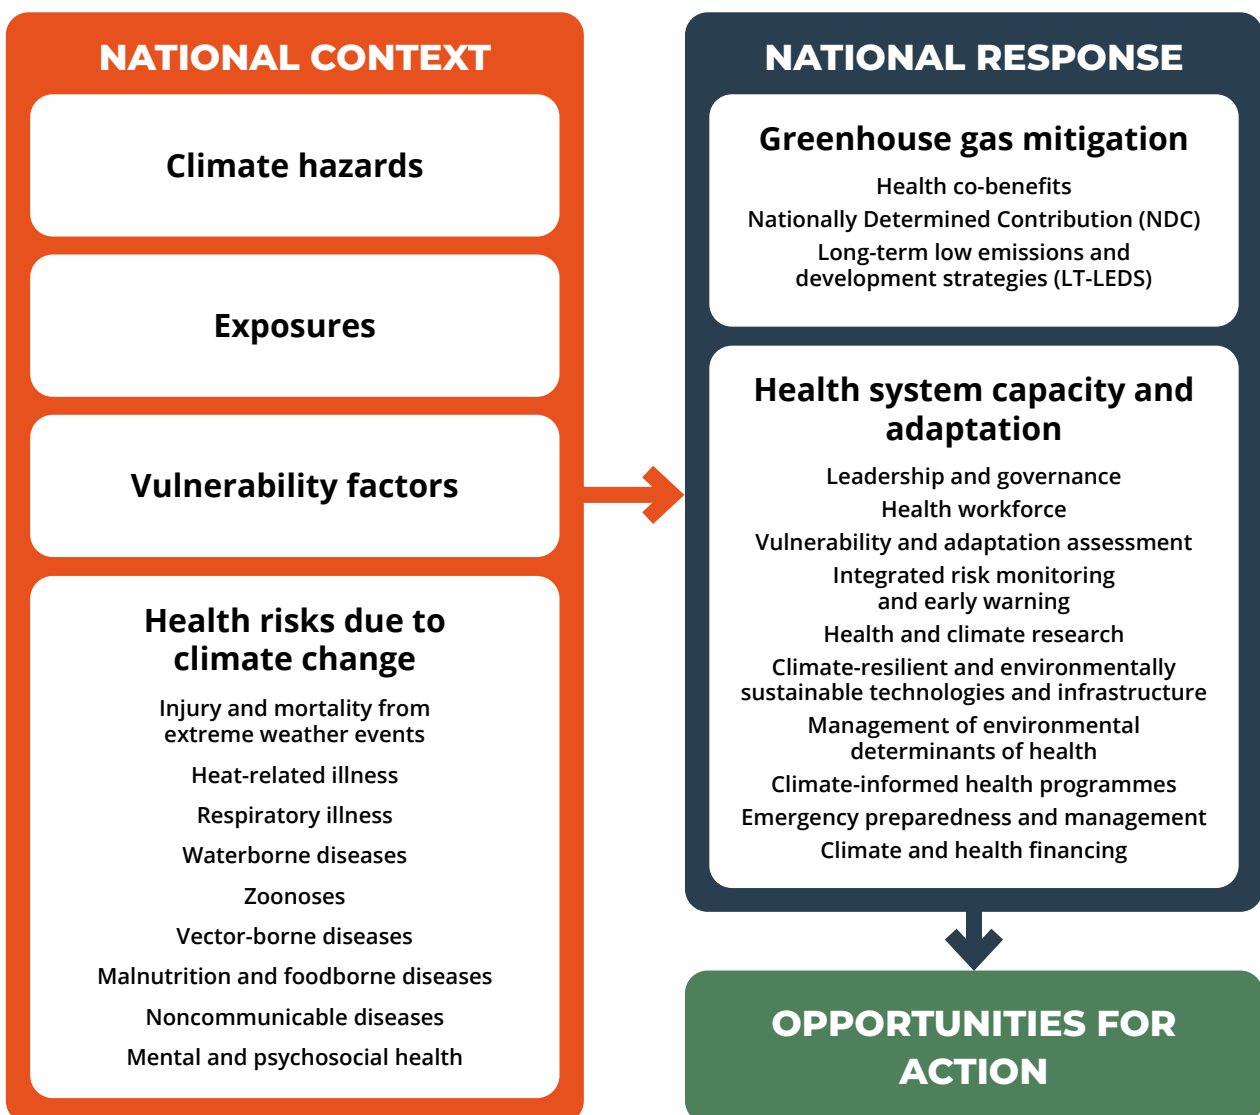 NATIONAL CONTEXT
Climate hazards
Exposures
Vulnerability factors
Health risks due to
climate change
Injury and mortality from
extreme weather events
Heat-related illness
Respiratory illness
Waterborne diseases
Zoonoses
Vector-borne diseases
Malnutrition and foodborne diseases
Noncommunicable diseases
Mental and psychosocial health
NATIONAL RESPONSE
Greenhouse gas mitigation
Health co-benefits
Nationally Determined Contribution (NDC)
Long-term low emissions and
development strategies (LT-LEDS)
Health system capacity and
adaptation
Leadership and governance
Health workforce
Vulnerability and adaptation assessment
Integrated risk monitoring
and early warning
Health and climate research
Climate-resilient and environmentally
sustainable technologies and infrastructure
Management of environmental
determinants of health
Climate-informed health programmes
Emergency preparedness and management
Climate and health financing
OPPORTUNITIES FOR
ACTION